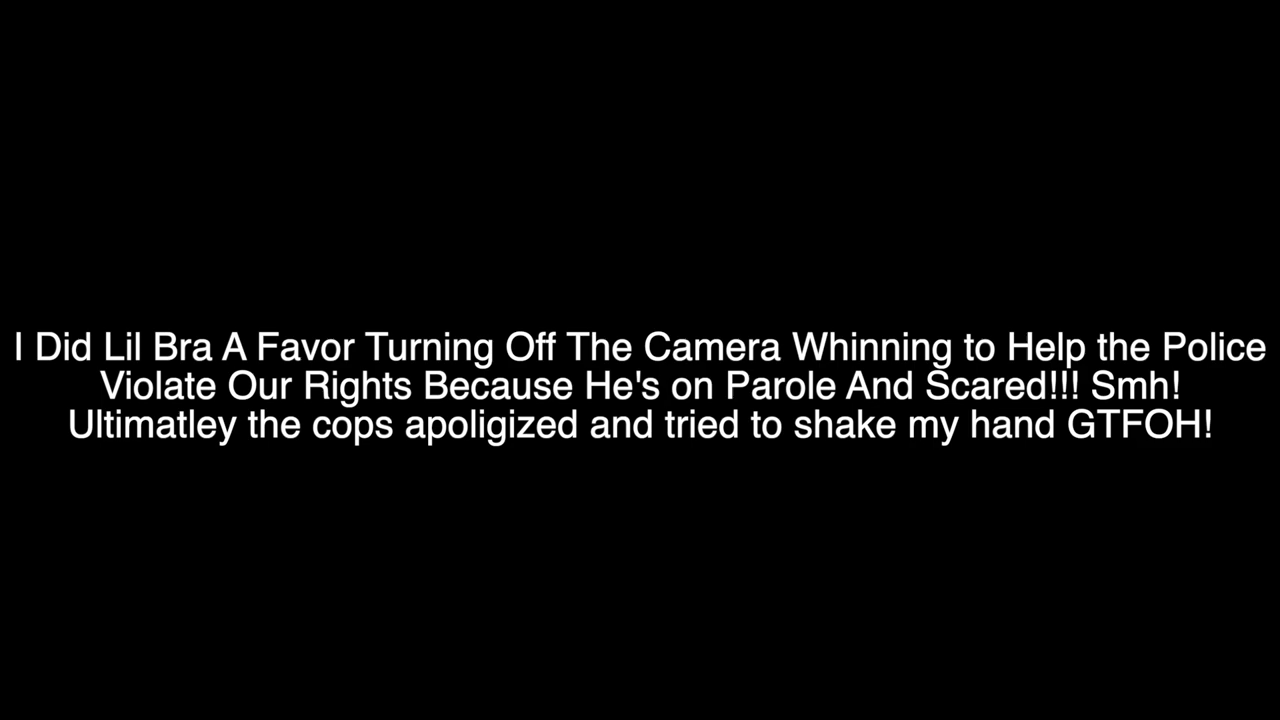 I Did Lil Bra A Favor Turning Off The Camera Whinning to Help the Police
Violate Our Rights Because He's on Parole And Scared!!! Smh!
Ultimatley the cops apoligized and tried to shake my hand GTFOH!